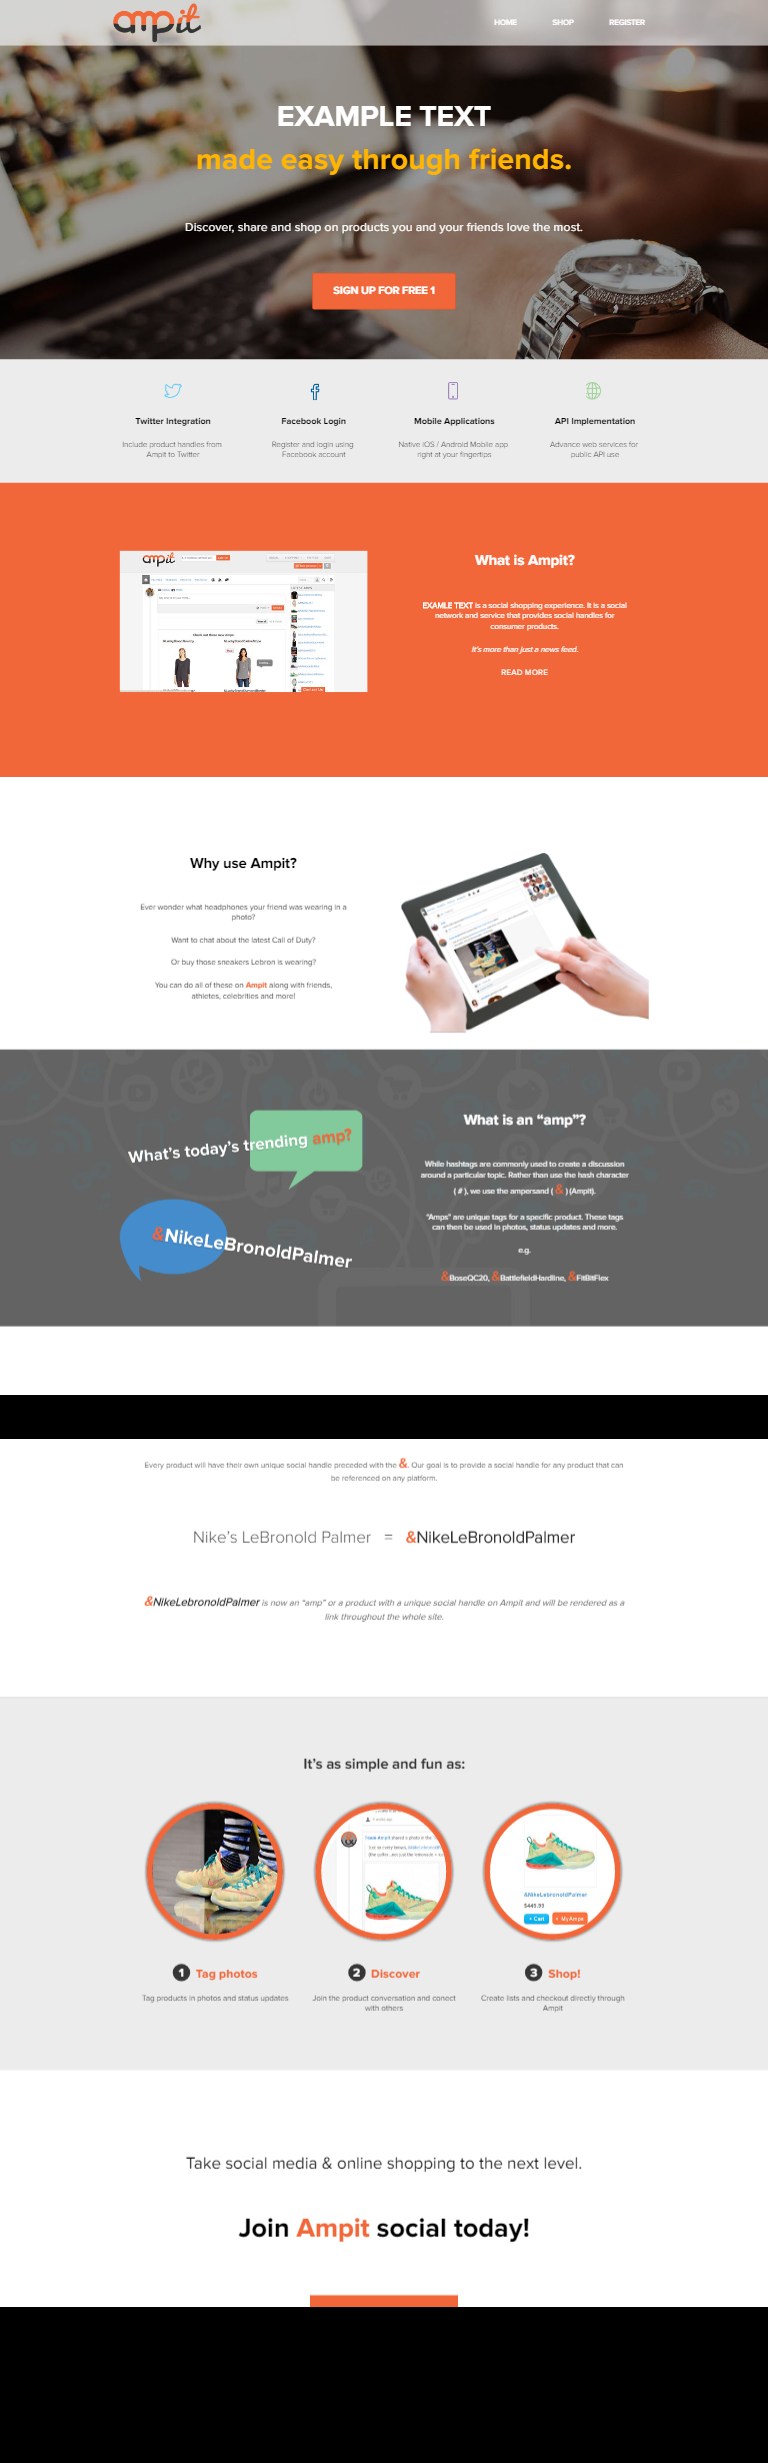 ampit
HOME SHOP REGISTER
EXAMPLE TEXT
made easy through friends.
Discover, share and shop on products you and your friends love the most.
SIGN UP FOR FREE 1
Twitter Integration
Include product handles from
Ampit to Twitter
Facebook Login
Register and login using
Facebook account
Mobile Applications
Native iOS / Android Mobile app
right at your fingertips
API Implementation
Advance web services for
public API use
ampit
What is Ampit?
EXAMLE TEXT is a social shopping experience. It is a social
network and service that provides social handles for
consumer products.
It's more than just a news feed.
READ MORE
Why use Ampit?
Ever wonder what headphones your friend was wearing in a
photo?
Want to chat about the latest Call of Duty?
Or buy those sneakers Lebron is wearing?
You can do all of these on Ampit along with friends,
athletes, celebrities and more!
What's today's trending amp?
&NikeLeBronoldPalmer
What is an “amp”?
While hashtags are commonly used to create a discussion
around a particular topic. Rather than use the hash character
( # ), we use the ampersand ( & ) (Ampit).
“Amps” are unique tags for a specific product. These tags
can then be used in photos, status updates and more.
e.g.
&BoseQC20, &BattlefieldHardline, &FitBitFlex
Every product will have their own unique social handle preceded with the &. Our goal is to provide a social handle for any product that can
be referenced on any platform.
Nike's LeBronold Palmer = &NikeLeBronoldPalmer
&NikeLebronoldPalmer is now an “amp” or a product with a unique social handle on Ampit and will be rendered as a
link throughout the whole site.
It's as simple and fun as:
&NikeLebronoldPalmer
$449.99
+ Cart + My Amps
1 Tag photos
Tag products in photos and status updates
2 Discover
Join the product conversation and conect
with others
3 Shop!
Create lists and checkout directly through
Ampit
Take social media & online shopping to the next level.
Join Ampit social today!